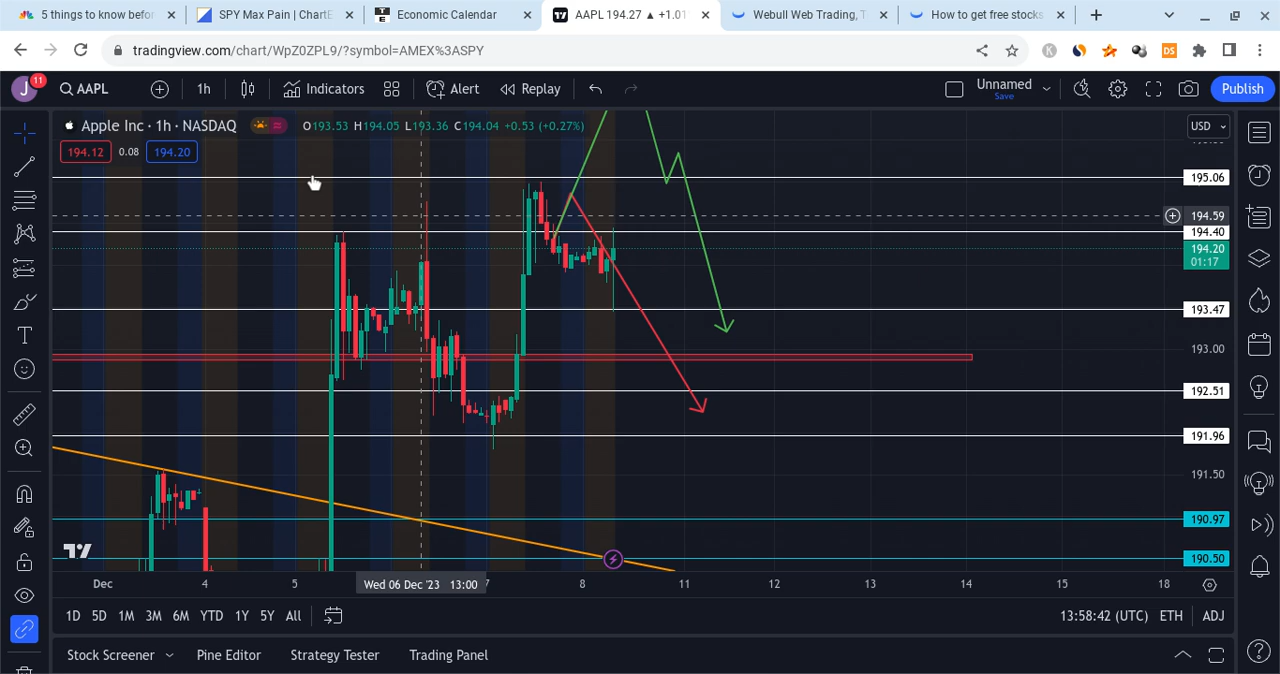 5 things to know befor
SPY Max Pain | ChartE
Economic Calendar
AAPL 194.27 ▲ +1.01
Webull Web Trading, T
How to get free stocks
tradingview.com/chart/WpZ0ZPL9/?symbol=AMEX%3ASPY
K
DS
J
11
AAPL
1h
Indicators
Alert
Replay
Unnamed
Save
Publish
Apple Inc · 1h · NASDAQ
O193.53 H194.05 L193.36 C194.04 +0.53 (+0.27%)
USD
194.12
0.08
194.20
195.06
194.59
194.40
194.20
01:17
193.47
193.00
192.51
191.96
191.50
190.97
190.50
Dec
4
5
Wed 06 Dec '23 13:00
7
8
11
12
13
14
15
18
1D 5D 1M 3M 6M YTD 1Y 5Y All
13:58:42 (UTC)
ETH
ADJ
Stock Screener
Pine Editor
Strategy Tester
Trading Panel